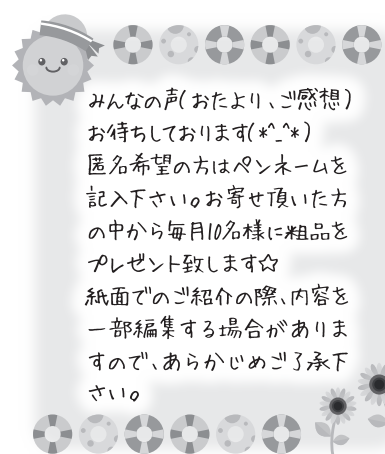 みんなの声(おたより、ご感想)
お待ちしております(*^_^*)
匿名希望の方はペンネームを
記入下さい。お寄せ頂いた方
の中から毎月10名様に粗品を
プレゼント致します☆
紙面でのご紹介の際、内容を
一部編集する場合がありま
すので、あらかじめご了承下
さい。